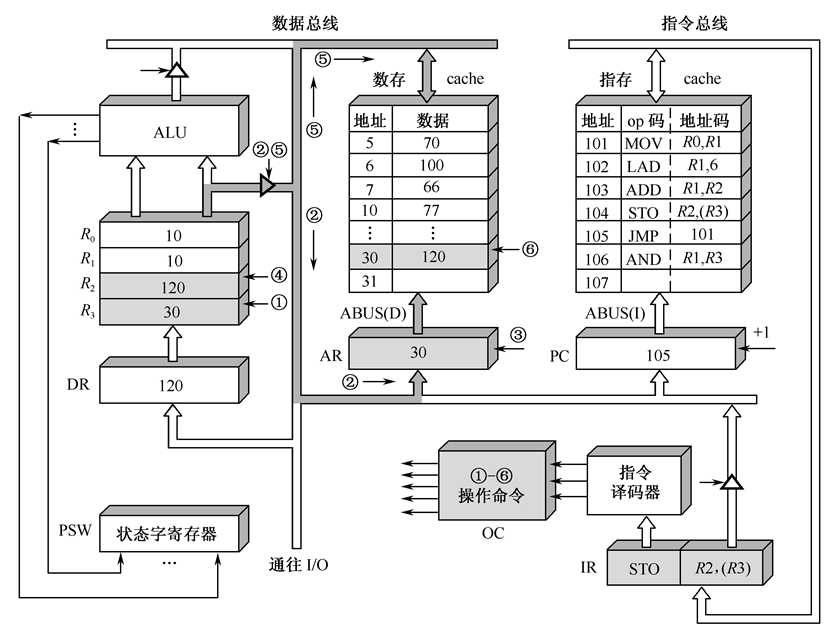 数据总线
指令总线
⑤
⑤
数存 cache
指存 cache
ALU
…
②⑤
②
地址 数据
5 70
6 100
7 66
10 77
⋮ ⋮
30 120
31
⑥
地址 op 码 地址码
101 MOV R0,R1
102 LAD R1,6
103 ADD R1,R2
104 STO R2,(R3)
105 JMP 101
106 AND R1,R3
107
R0 10
R1 10
R2 120
R3 30
④
①
ABUS(D)
ABUS(I)
AR 30
③
PC 105
+1
②
DR 120
①-⑥
操作命令
OC
指令
译码器
PSW 状态字寄存器
…
通往 I/O
IR STO R2，(R3)